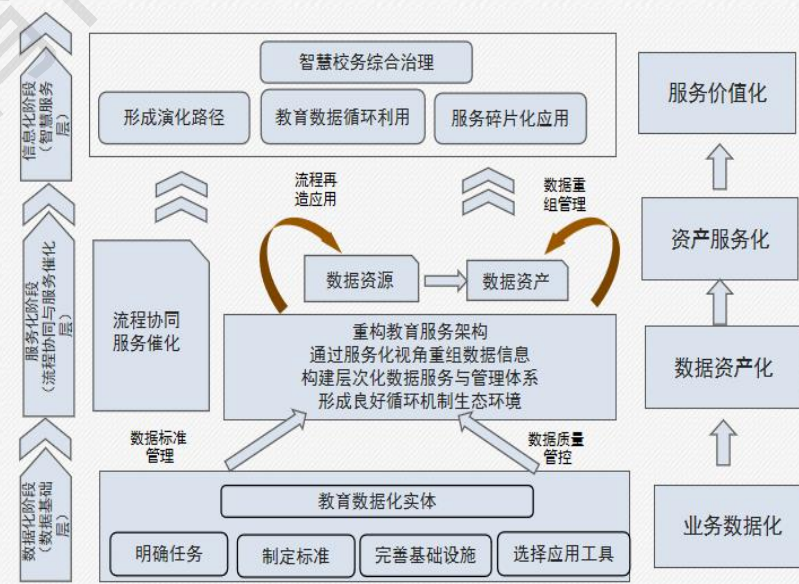 智慧校务综合治理
形成演化路径
教育数据循环利用
服务碎片化应用
服务价值化
信息化阶段
（智慧服务
层）
流程再
造应用
数据重
组管理
资产服务化
数据资源
数据资产
流程协同
服务催化
服务化阶段
（流程协同与服务催化
层）
重构教育服务架构
通过服务化视角重组数据信息
构建层次化数据服务与管理体系
形成良好循环机制生态环境
数据资产化
数据标准
管理
数据质量
管控
教育数据化实体
明确任务
制定标准
完善基础设施
选择应用工具
业务数据化
数据化阶段
（数据基础
层）